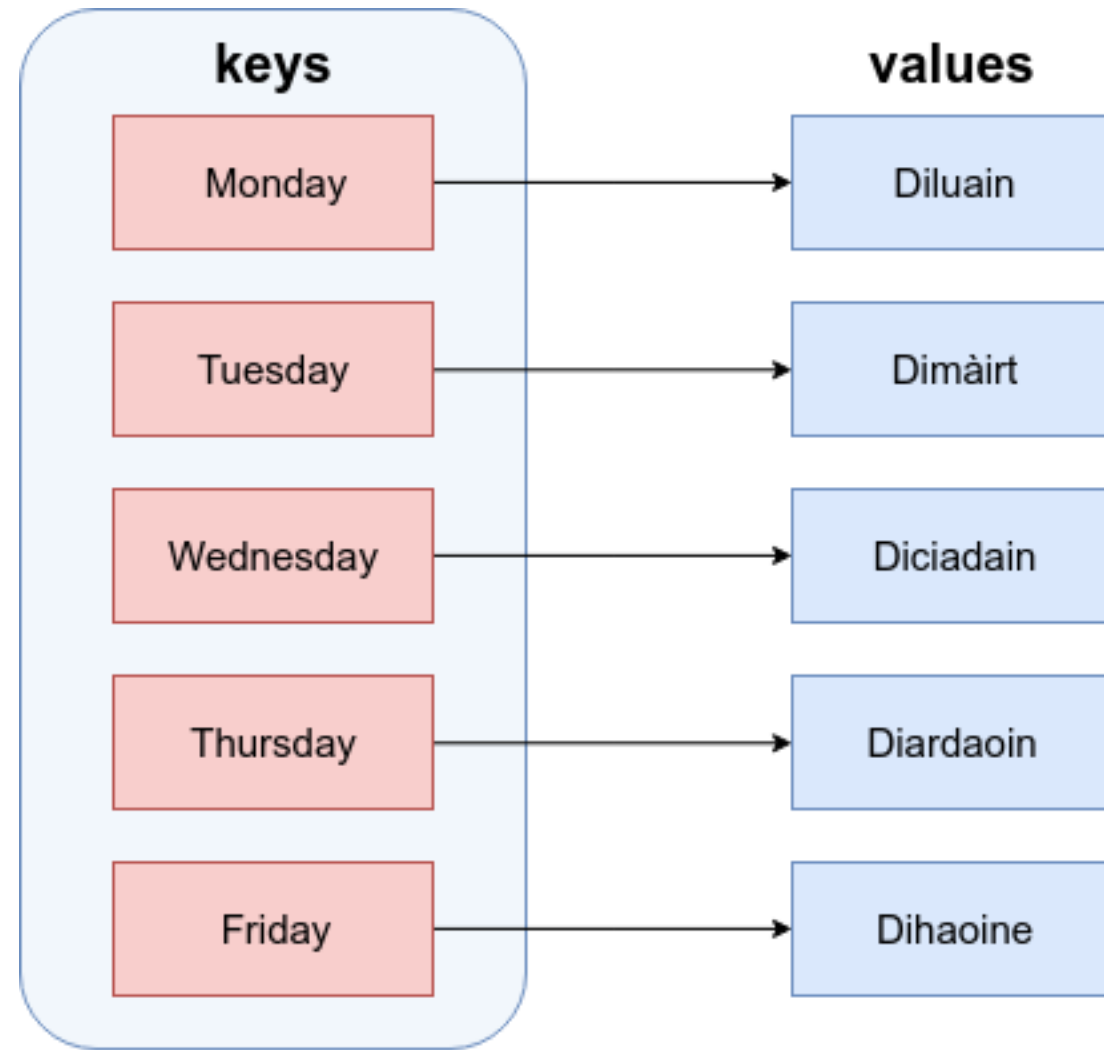 keys values
Monday Diluain
Tuesday Dimàirt
Wednesday Diciadain
Thursday Diardaoin
Friday Dihaoine